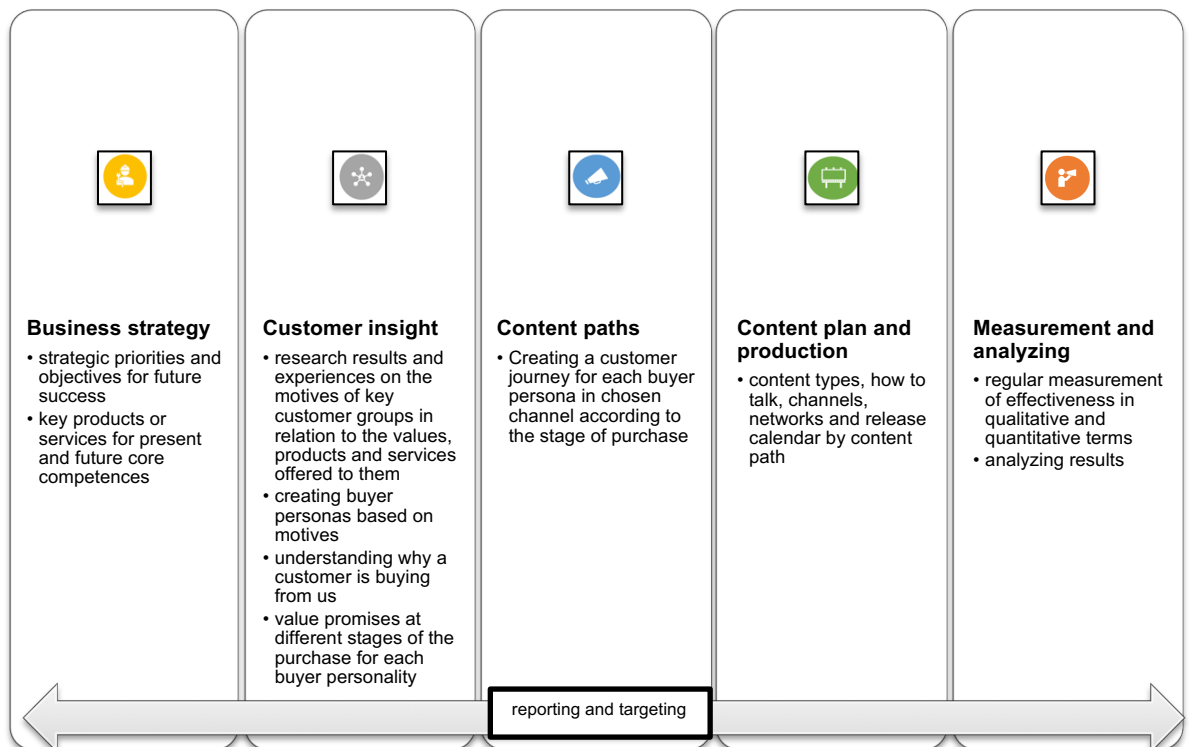 Business strategy
• strategic priorities and
objectives for future
success
• key products or
services for present
and future core
competences
Customer insight
• research results and
experiences on the
motives of key
customer groups in
relation to the values,
products and services
offered to them
• creating buyer
personas based on
motives
• understanding why a
customer is buying
from us
• value promises at
different stages of the
purchase for each
buyer personality
Content paths
• Creating a customer
journey for each buyer
persona in chosen
channel according to
the stage of purchase
Content plan and
production
• content types, how to
talk, channels,
networks and release
calendar by content
path
Measurement and
analyzing
• regular measurement
of effectiveness in
qualitative and
quantitative terms
• analyzing results
reporting and targeting